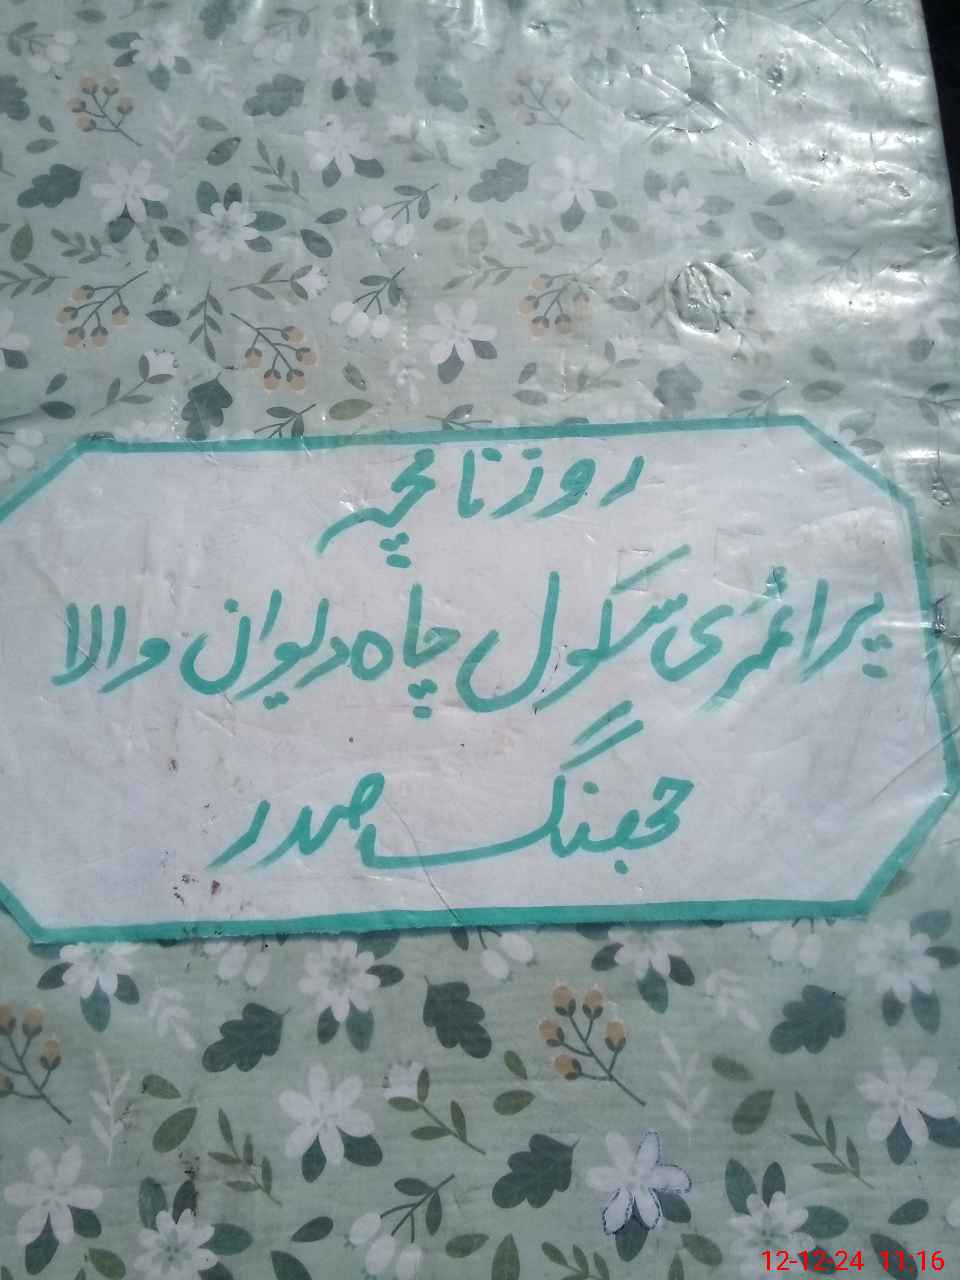 روزنامچہ
پرائمری سکول چاہ دیوان والا
جھنگ صدر
12-12-24 11:16